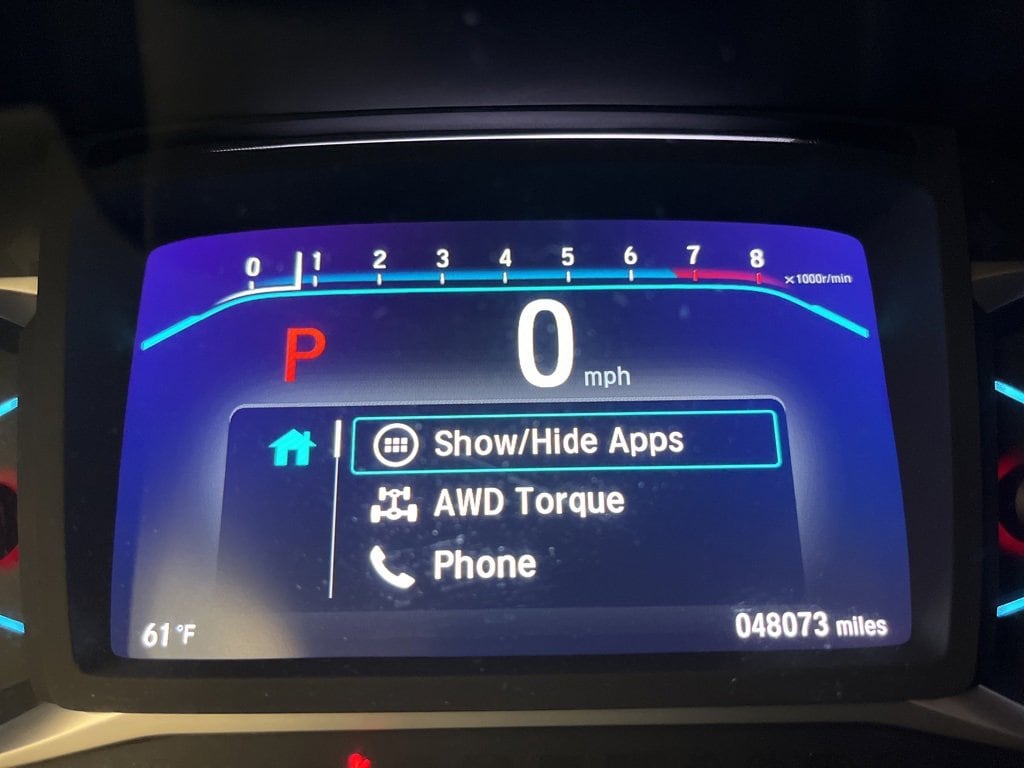 0 1 2 3 4 5 6 7 8 x1000r/min
P 0 mph
Show/Hide Apps
AWD Torque
Phone
61 °F 048073 miles